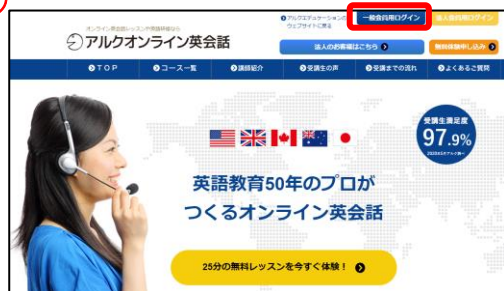 オンライン英会話レッスンや英語研修なら
アルクオンライン英会話
アルクエデュケーションの
ウェブサイトに戻る
一般会員用ログイン
法人会員用ログイン
法人のお客様はこちら
無料体験申し込み
TOP
コース一覧
講師紹介
受講生の声
受講までの流れ
よくあるご質問
受講生満足度
97.9%
英語教育50年のプロが
つくるオンライン英会話
25分の無料レッスンを今すぐ体験！